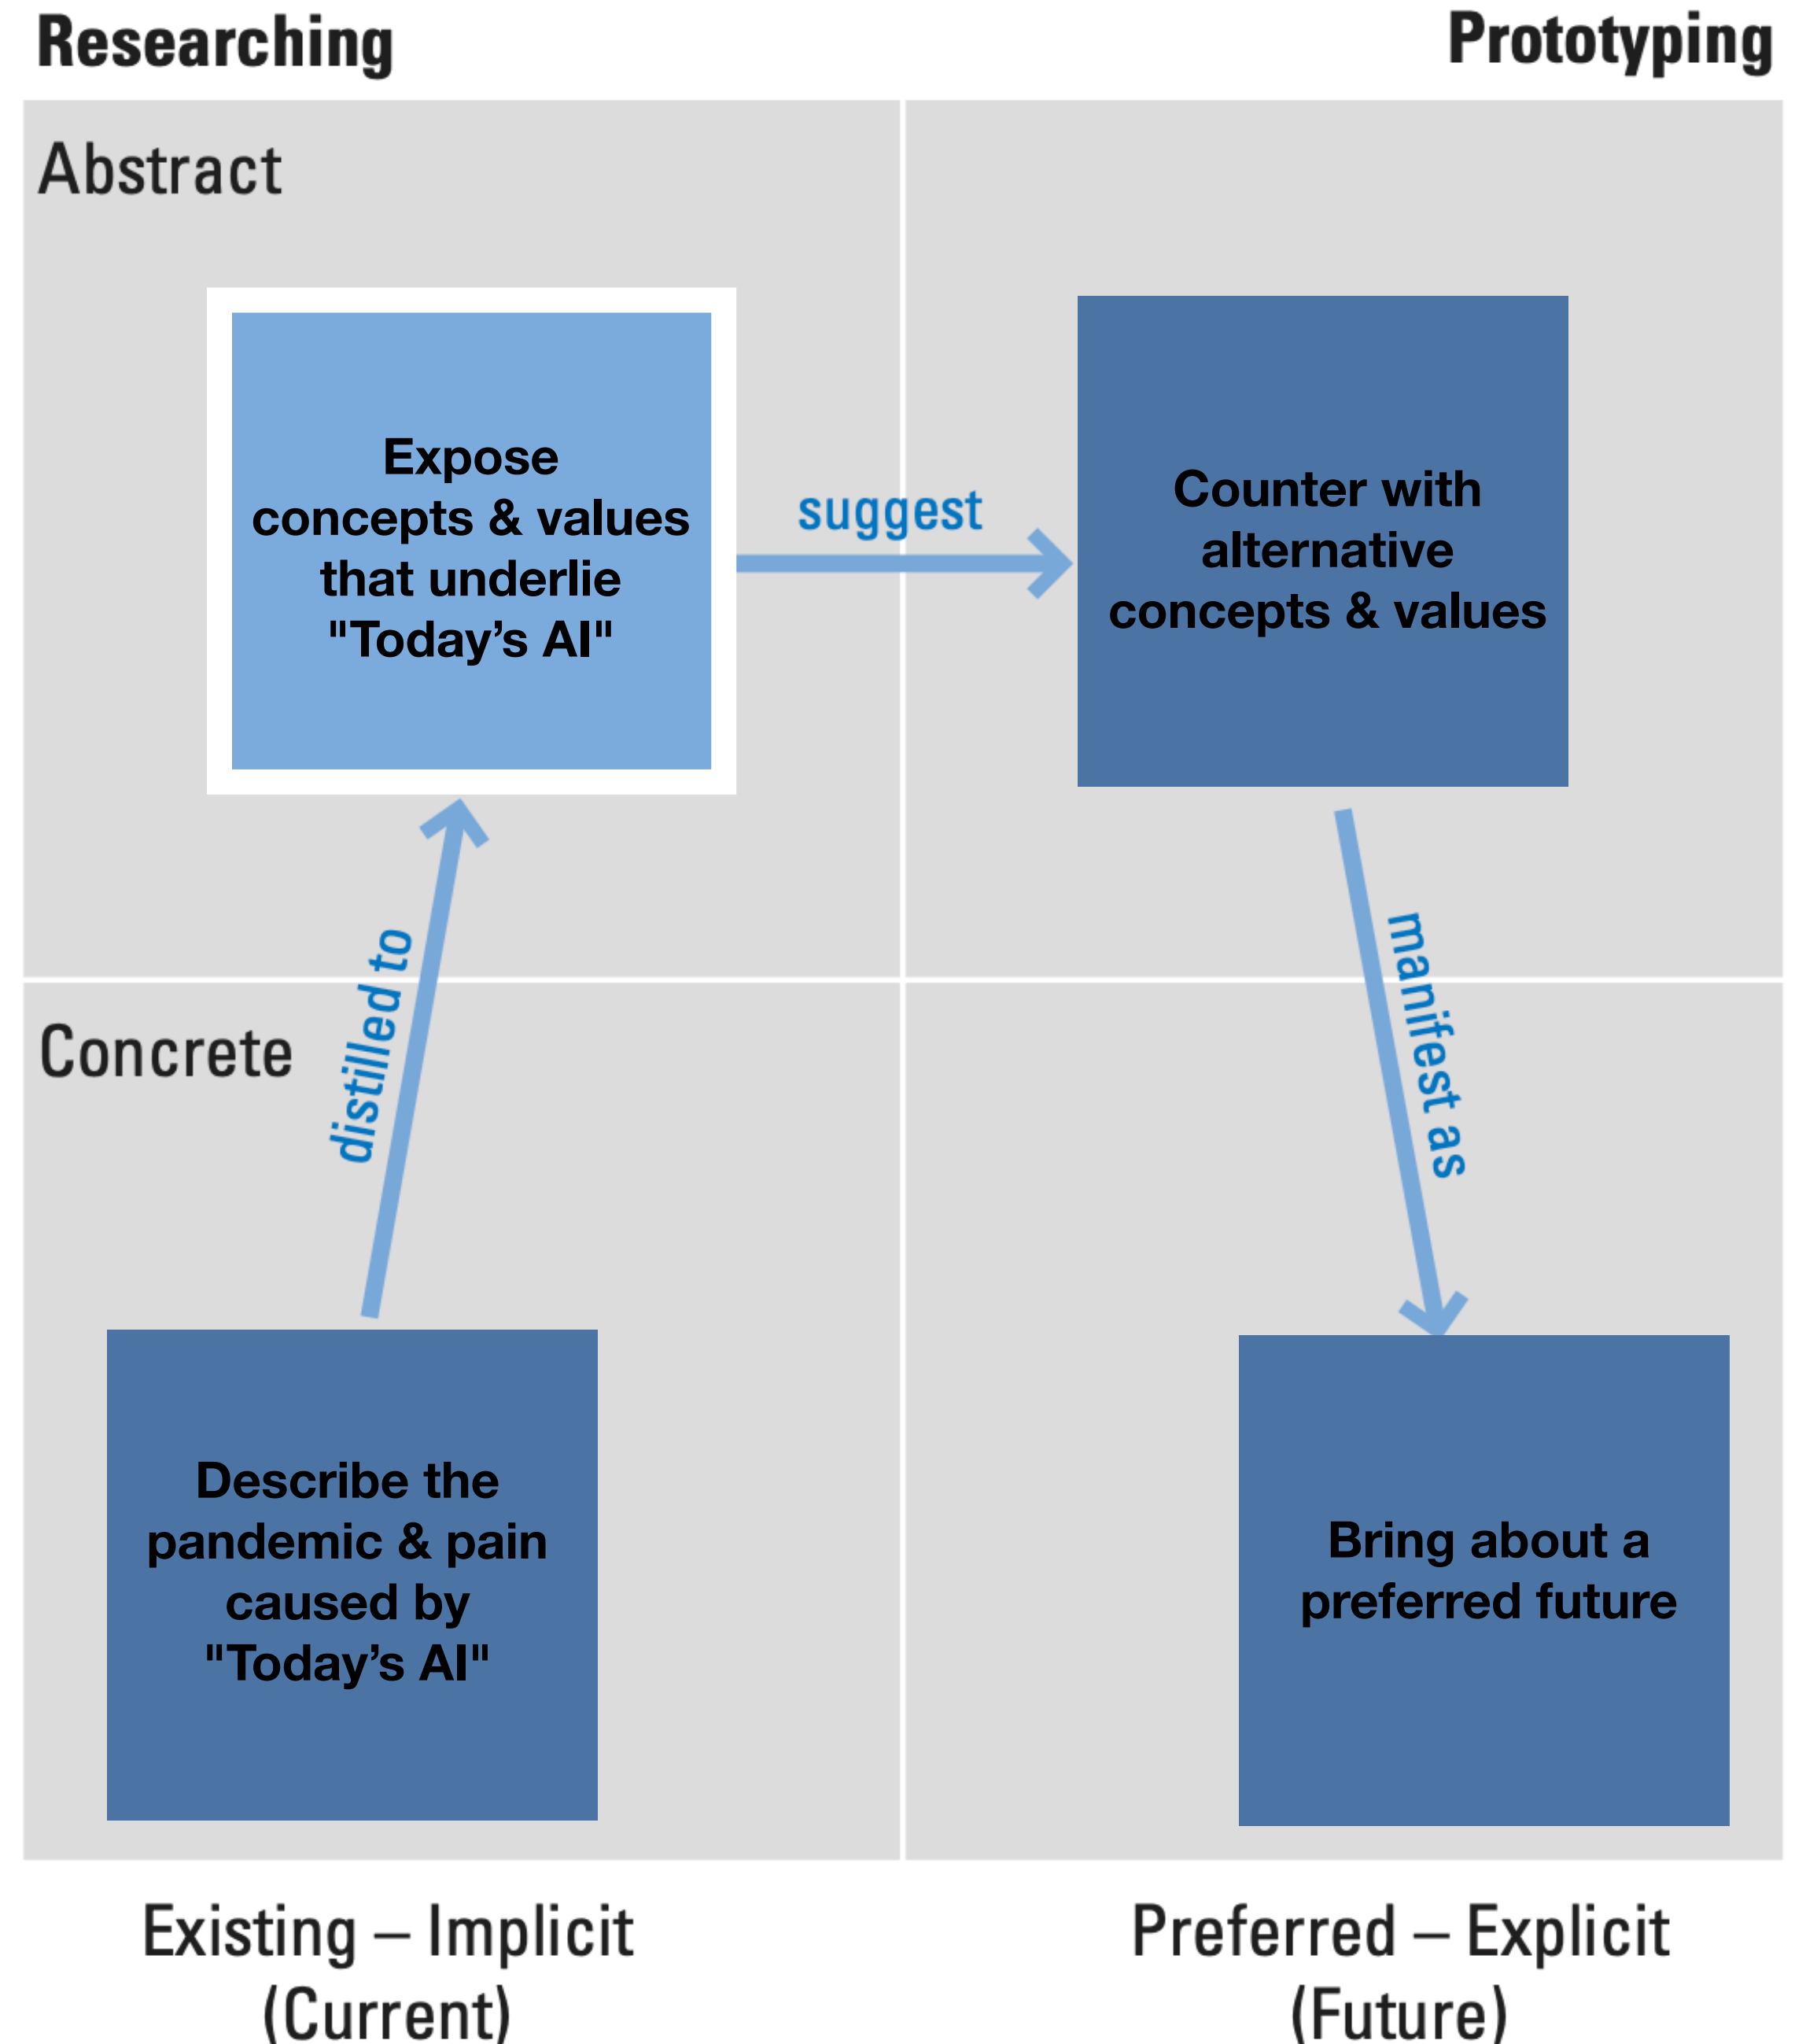 Researching
Prototyping
Abstract
Expose
concepts & values
that underlie
"Today’s AI"
suggest
Counter with
alternative
concepts & values
distilled to
manifest as
Concrete
Describe the
pandemic & pain
caused by
"Today’s AI"
Bring about a
preferred future
Existing – Implicit
(Current)
Preferred – Explicit
(Future)